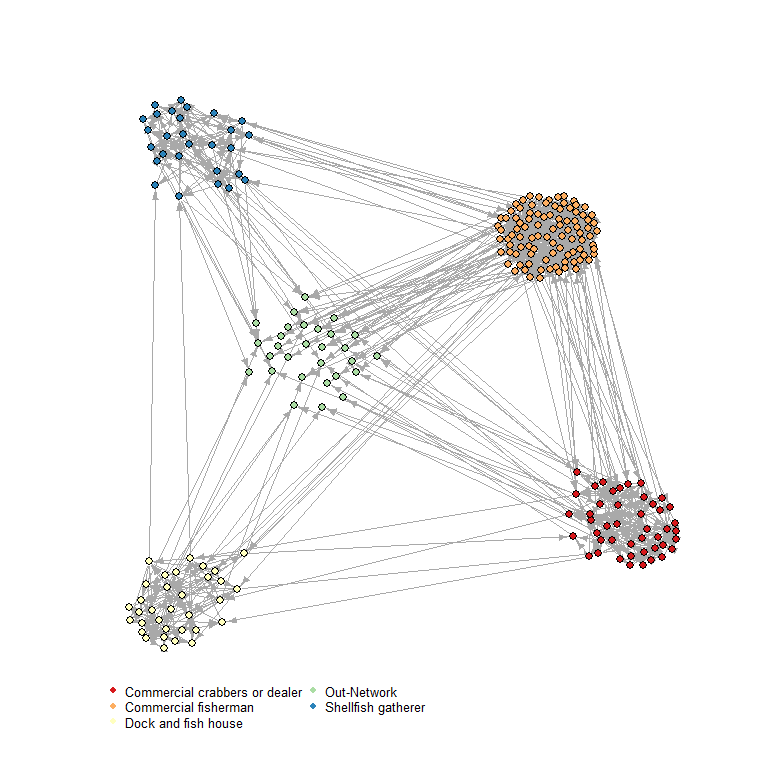 Commercial crabbers or dealer
Commercial fisherman
Dock and fish house
Out-Network
Shellfish gatherer